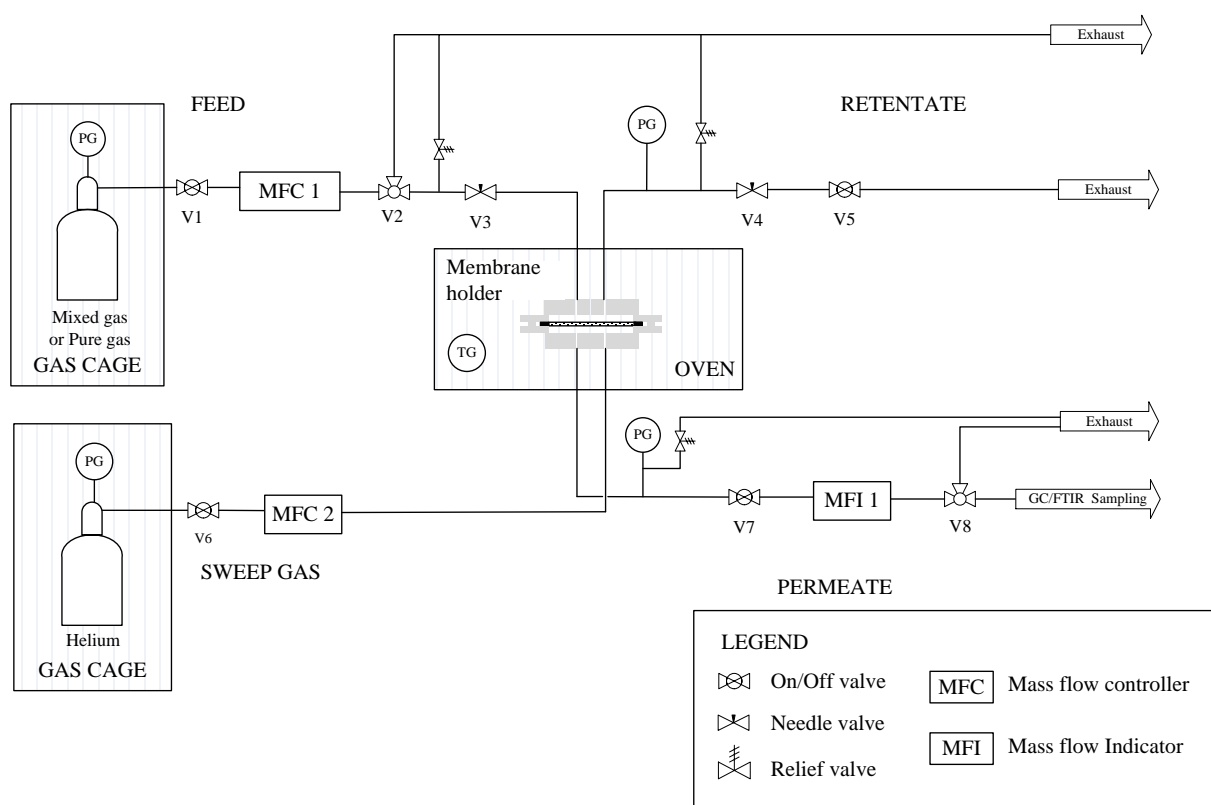 Exhaust
FEED
RETENTATE
PG
PG
MFC 1
V1
V2
V3
V4
V5
Exhaust
Membrane
holder
Mixed gas
or Pure gas
GAS CAGE
TG
OVEN
PG
PG
Exhaust
MFC 2
MFI 1
GC/FTIR Sampling
V6
V7
V8
SWEEP GAS
PERMEATE
Helium
GAS CAGE
LEGEND
On/Off valve
MFC
Mass flow controller
Needle valve
MFI
Mass flow Indicator
Relief valve